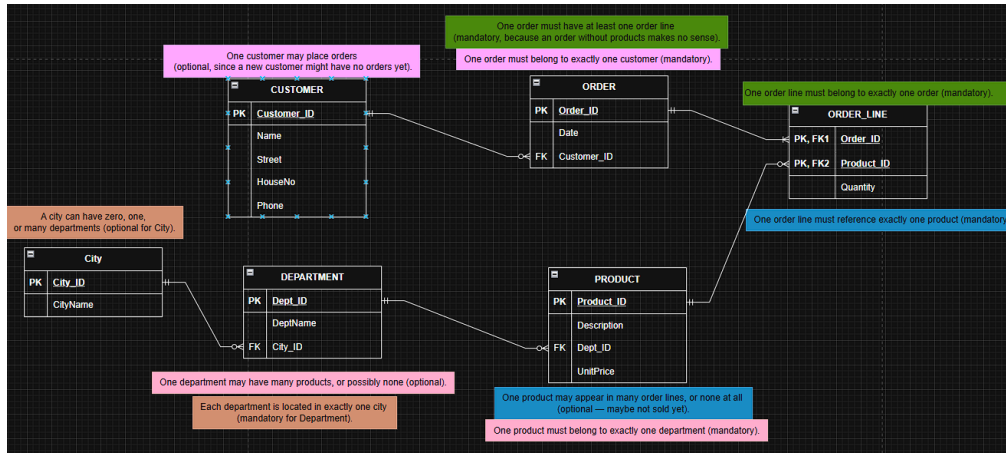 One order must have at least one order line
(mandatory, because an order without products makes no sense).
One customer may place orders
(optional, since a new customer might have no orders yet).
One order must belong to exactly one customer (mandatory).
CUSTOMER
PK Customer_ID
Name
Street
HouseNo
Phone
ORDER
PK Order_ID
Date
FK Customer_ID
One order line must belong to exactly one order (mandatory).
ORDER_LINE
PK, FK1 Order_ID
PK, FK2 Product_ID
Quantity
One order line must reference exactly one product (mandatory
A city can have zero, one,
or many departments (optional for City).
City
PK City_ID
CityName
DEPARTMENT
PK Dept_ID
DeptName
FK City_ID
PRODUCT
PK Product_ID
Description
FK Dept_ID
UnitPrice
One department may have many products, or possibly none (optional).
Each department is located in exactly one city
(mandatory for Department).
One product may appear in many order lines, or none at all
(optional — maybe not sold yet).
One product must belong to exactly one department (mandatory).